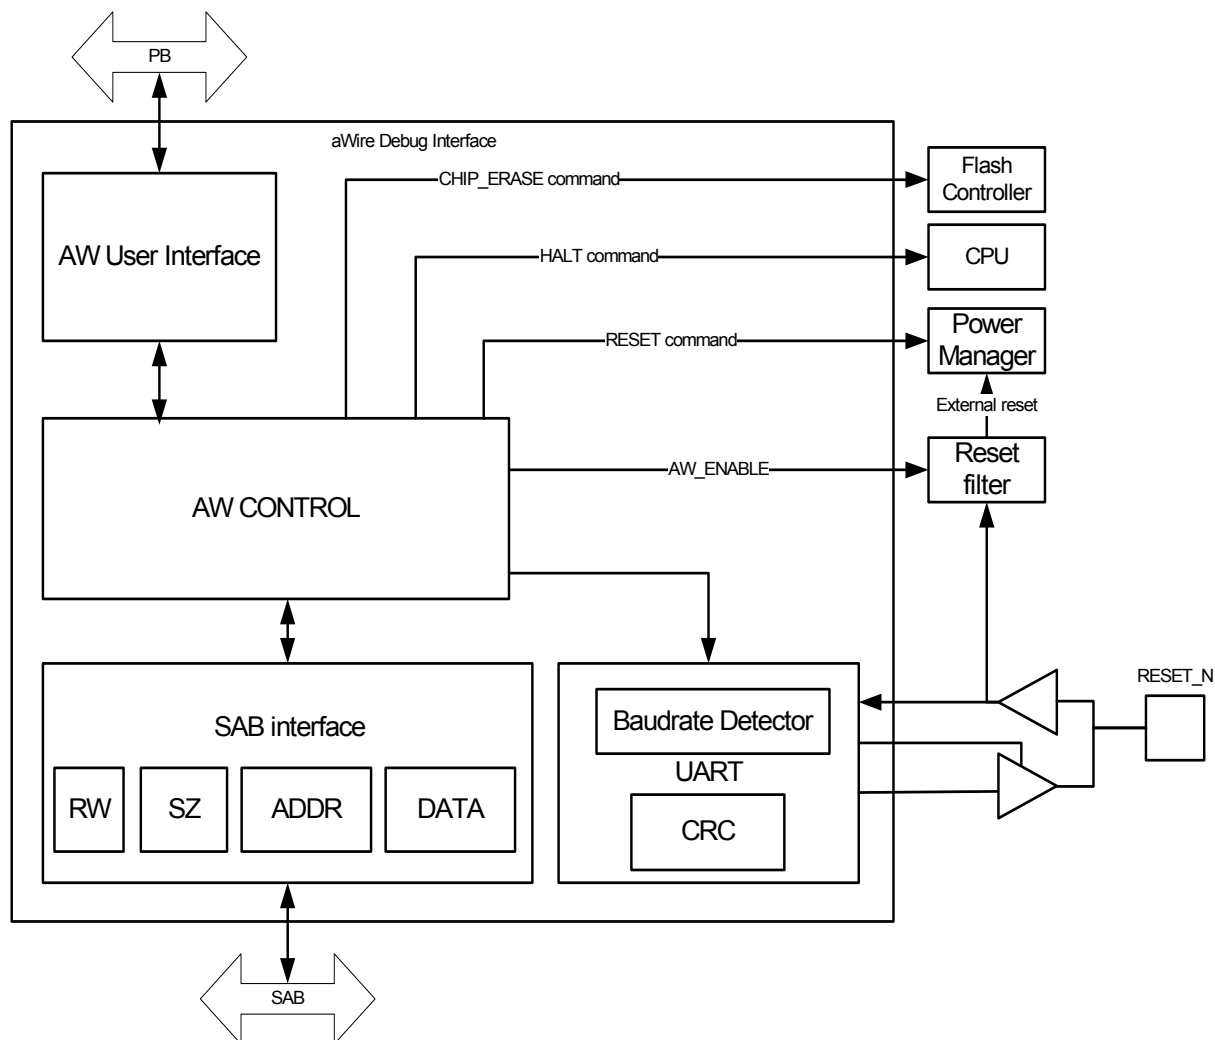 PB
aWire Debug Interface
CHIP_ERASE command
Flash
Controller
AW User Interface
HALT command
CPU
RESET command
Power
Manager
External reset
AW_ENABLE
Reset
filter
AW CONTROL
RESET_N
SAB interface
Baudrate Detector
UART
RW
SZ
ADDR
DATA
CRC
SAB